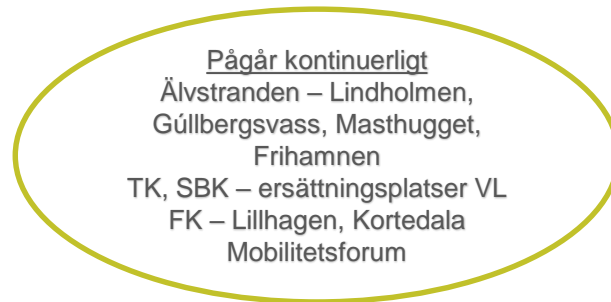 Pågår kontinuerligt
Älvstranden – Lindholmen,
Gúllbergsvass, Masthugget,
Frihamnen
TK, SBK – ersättningsplatser VL
FK – Lillhagen, Kortedala
Mobilitetsforum